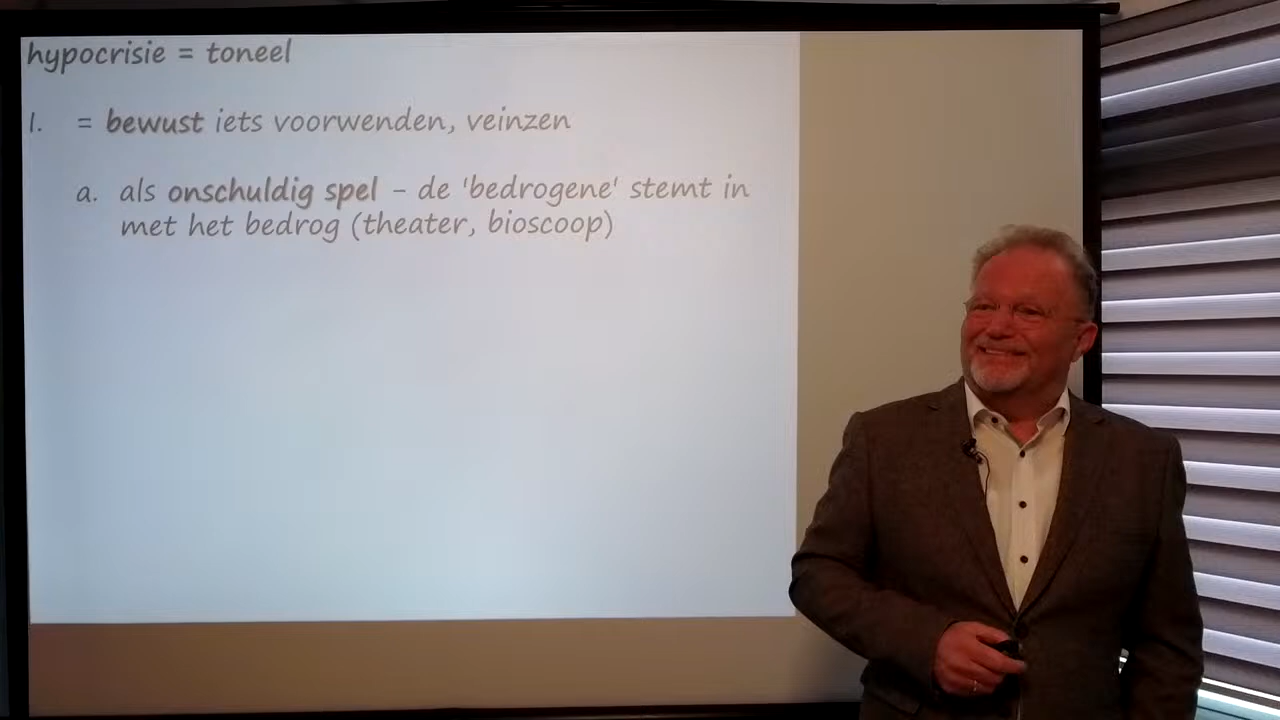 hypocrisie = toneel
1. = bewust iets voorwenden, veinzen
a. als onschuldig spel – de 'bedrogene' stemt in
met het bedrog (theater, bioscoop)